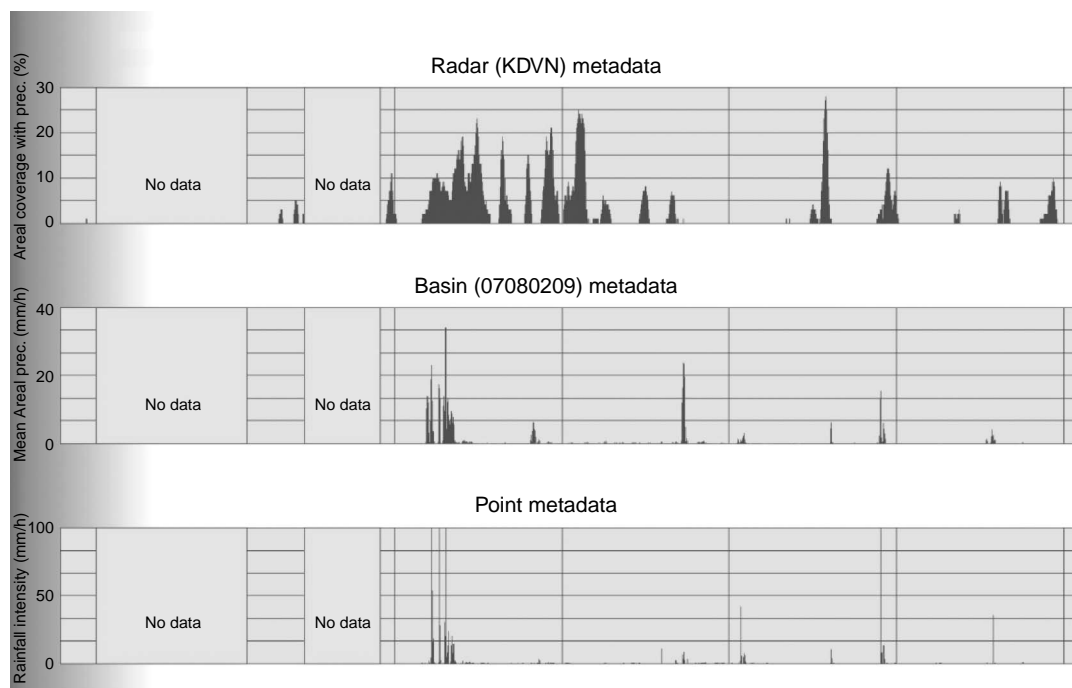 Radar (KDVN) metadata
Areal coverage with prec. (%)
30
20
10
0
No data
No data
Basin (07080209) metadata
Mean Areal prec. (mm/h)
40
20
0
No data
No data
Point metadata
Rainfall intensity (mm/h)
100
50
0
No data
No data